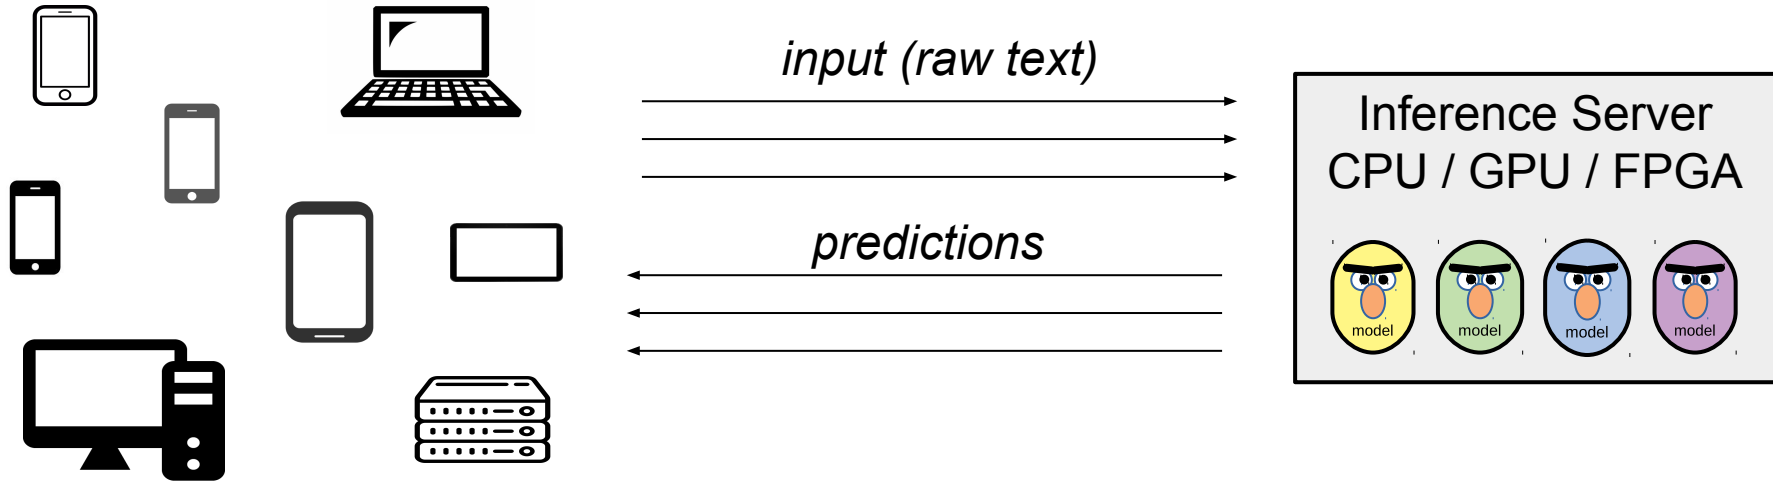 input (raw text)
predictions
Inference Server
CPU / GPU / FPGA
model
model
model
model